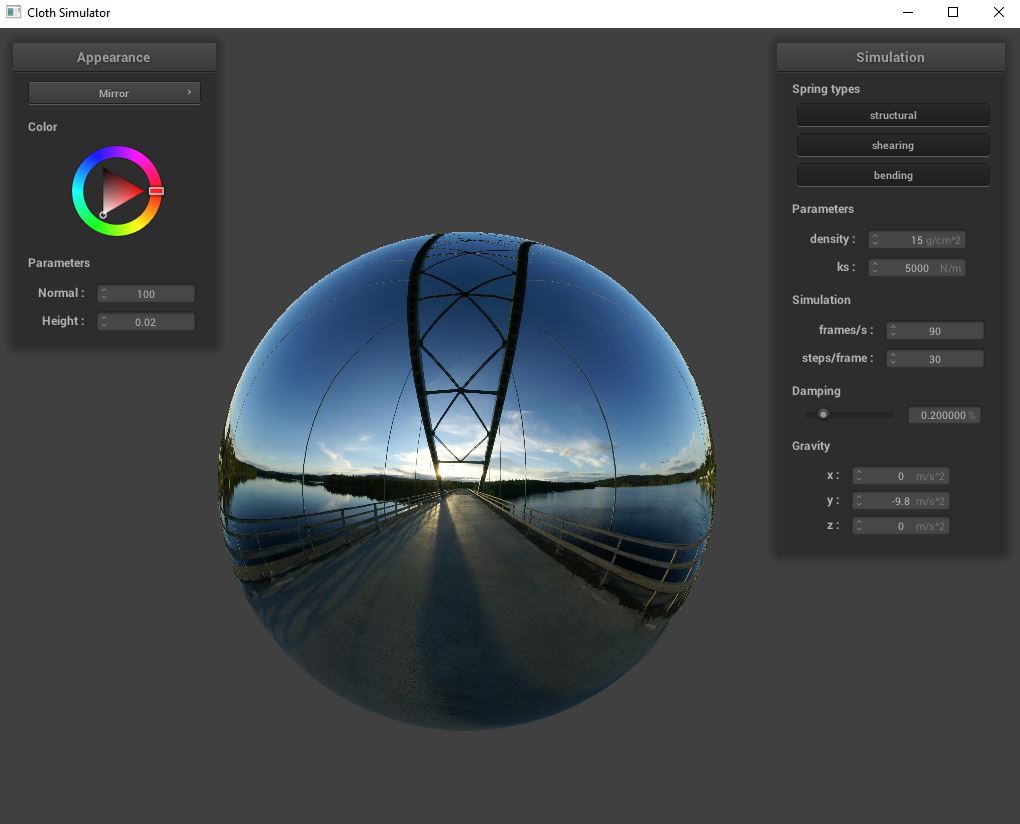 Cloth Simulator
Appearance
Mirror
Color
Parameters
Normal : 100
Height : 0.02
Simulation
Spring types
structural
shearing
bending
Parameters
density : 15 g/cm^2
ks : 5000 N/m
Simulation
frames/s : 90
steps/frame : 30
Damping
0.200000 %
Gravity
x : 0 m/s^2
y : -9.8 m/s^2
z : 0 m/s^2